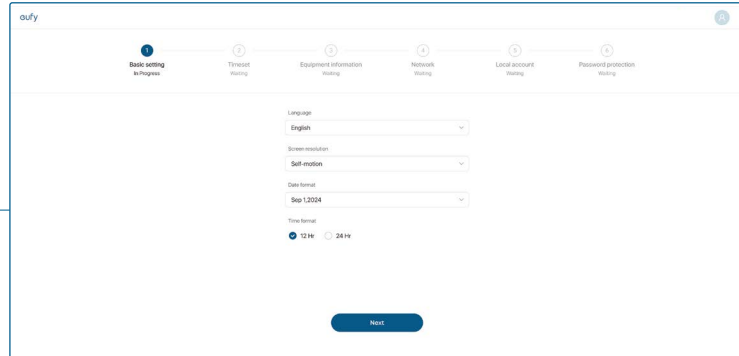 eufy
1 2 3 4 5 6
Basic setting Timeset Equipment information Network Local account Password protection
In Progress Waiting Waiting Waiting Waiting Waiting
Language
English
Screen resolution
Self-motion
Date format
Sep 1,2024
Time format
12 Hr 24 Hr
Next